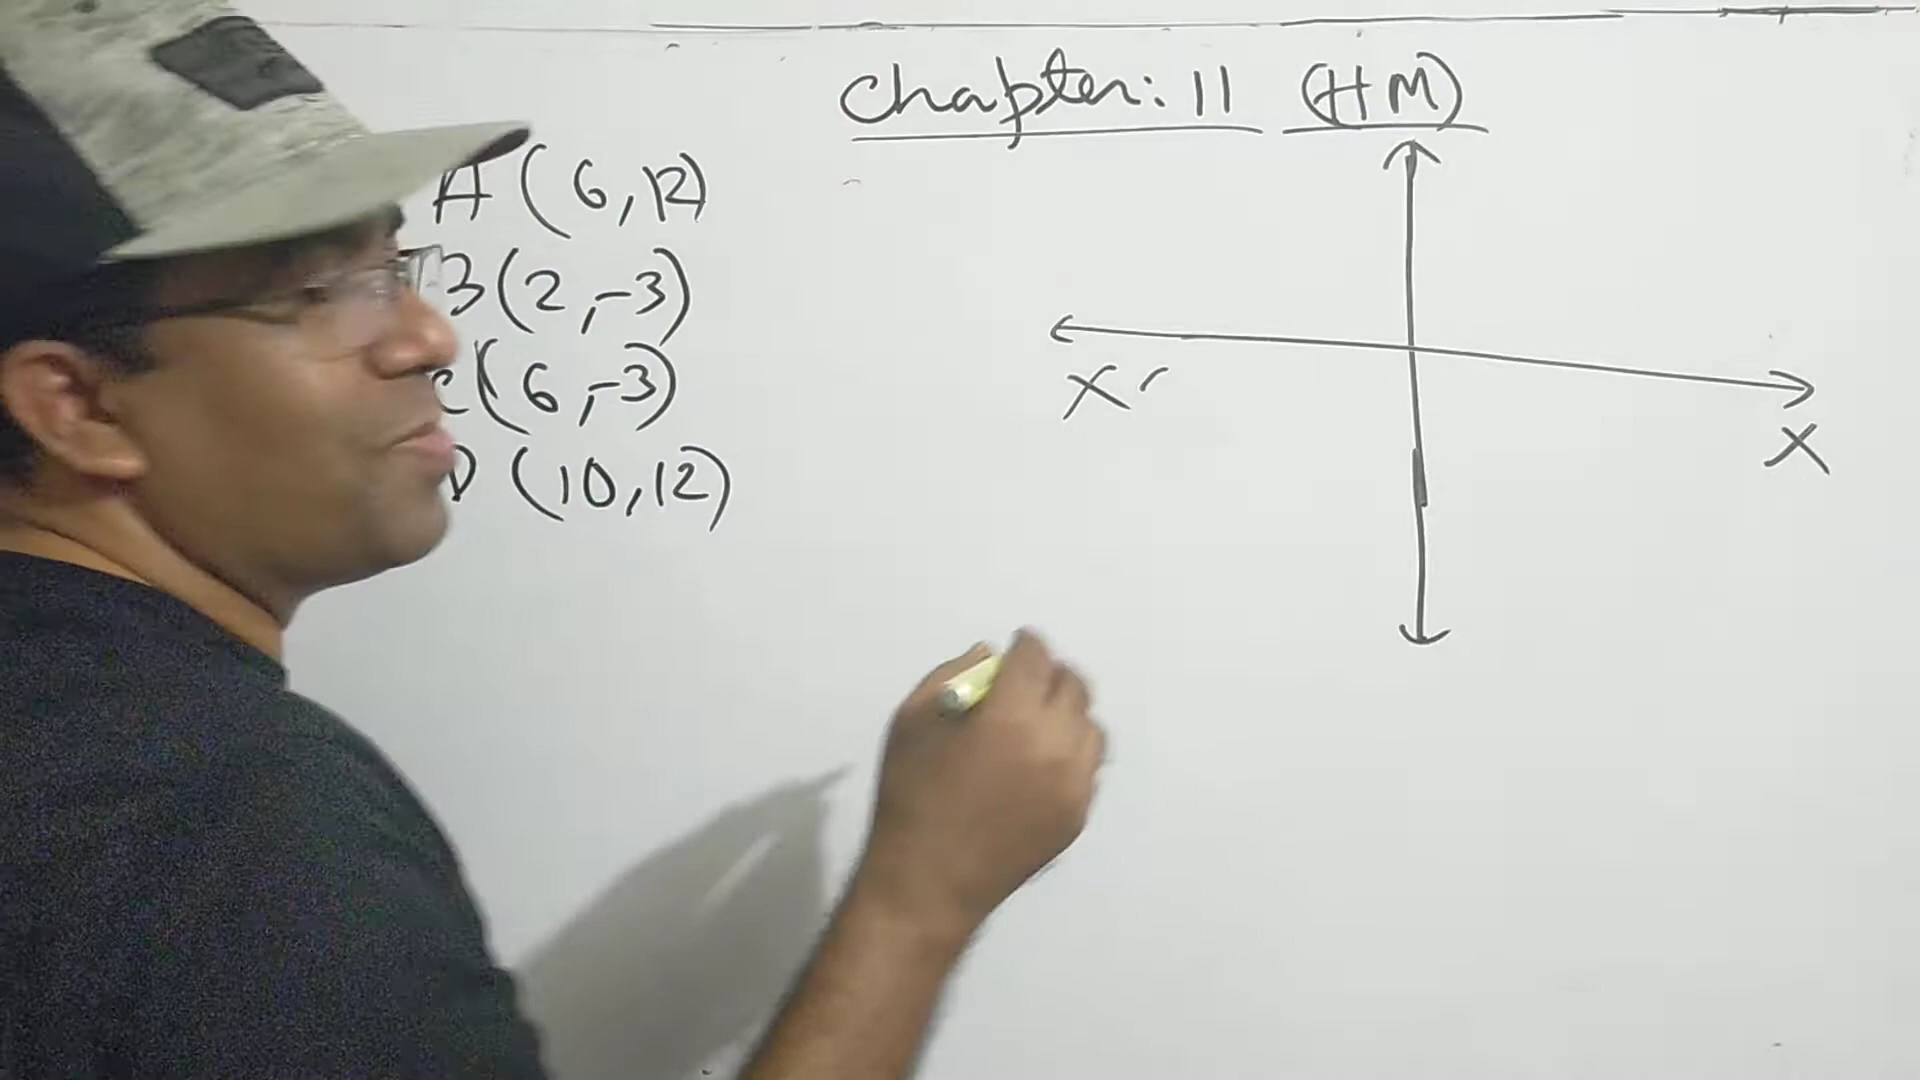 Chapter: 11 (HM)
A (6, 12)
B (2, -3)
C (6, -3)
D (10, 12)
X′
X